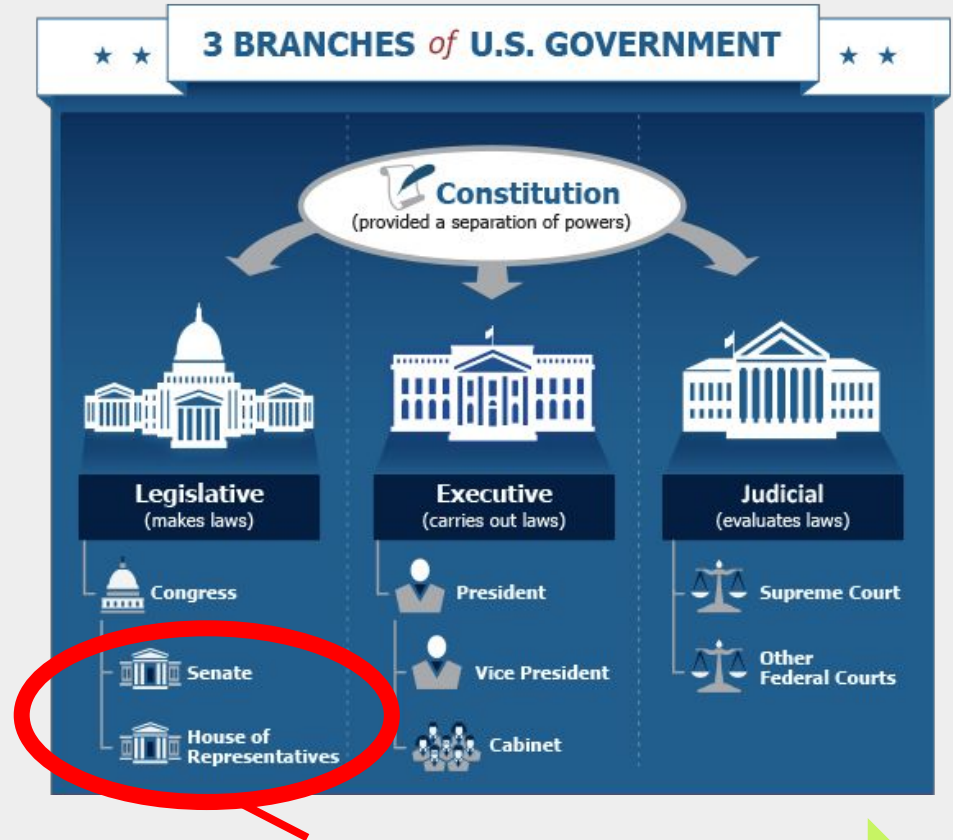 3 BRANCHES of U.S. GOVERNMENT
Constitution
(provided a separation of powers)
Legislative
(makes laws)
Congress
Senate
House of
Representatives
Executive
(carries out laws)
President
Vice President
Cabinet
Judicial
(evaluates laws)
Supreme Court
Other
Federal Courts